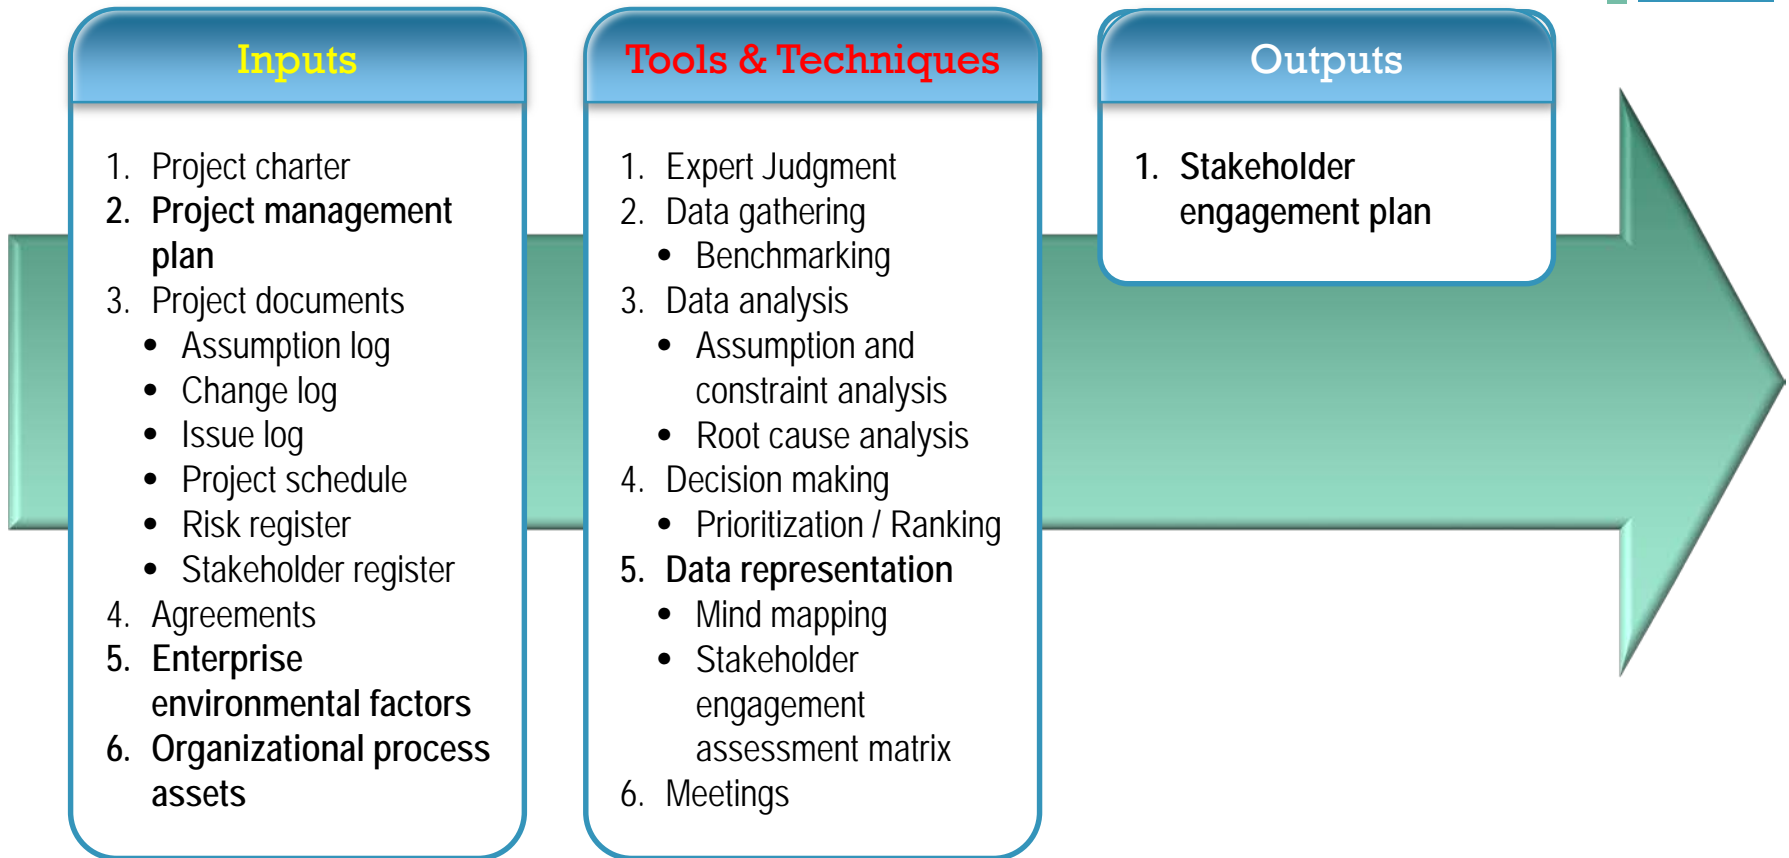 Inputs
1. Project charter
2. Project management
plan
3. Project documents
• Assumption log
• Change log
• Issue log
• Project schedule
• Risk register
• Stakeholder register
4. Agreements
5. Enterprise
environmental factors
6. Organizational process
assets
Tools & Techniques
1. Expert Judgment
2. Data gathering
• Benchmarking
3. Data analysis
• Assumption and
constraint analysis
• Root cause analysis
4. Decision making
• Prioritization / Ranking
5. Data representation
• Mind mapping
• Stakeholder
engagement
assessment matrix
6. Meetings
Outputs
1. Stakeholder
engagement plan